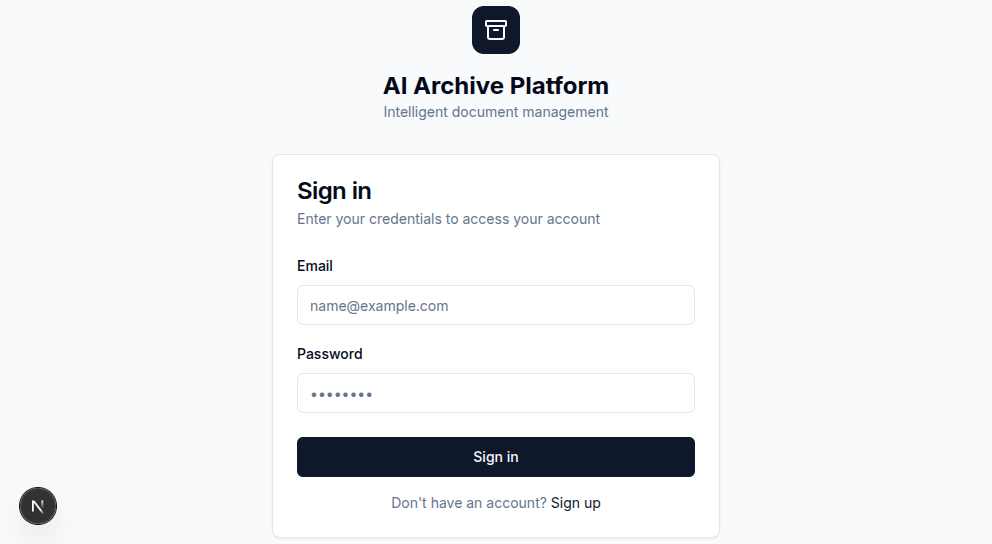 AI Archive Platform
Intelligent document management
Sign in
Enter your credentials to access your account
Email
name@example.com
Password
••••••••
Sign in
Don't have an account? Sign up
N